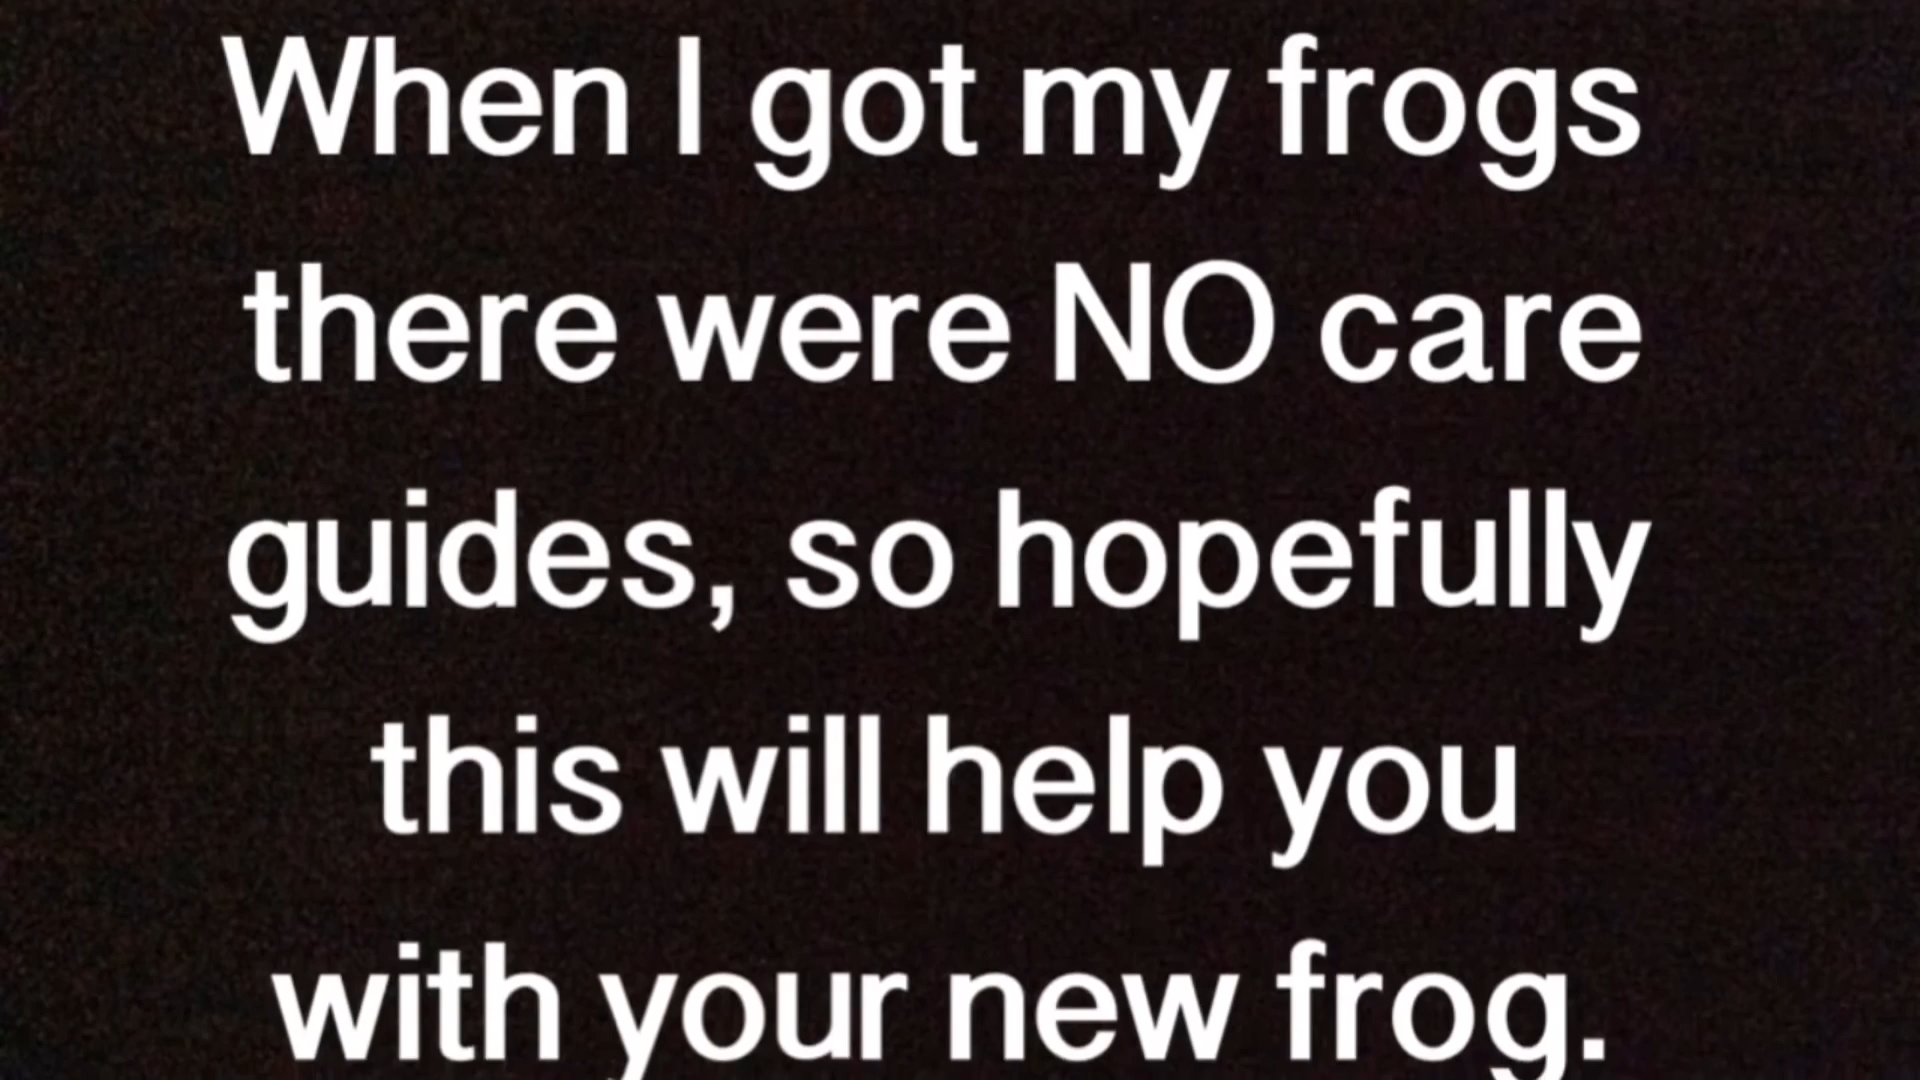 When I got my frogs
there were NO care
guides, so hopefully
this will help you
with your new frog.